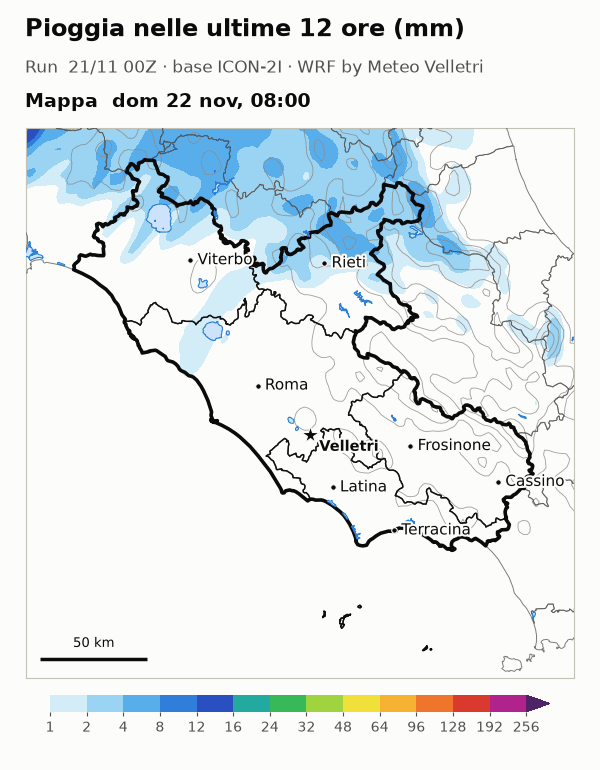 Pioggia nelle ultime 12 ore (mm)
Run  21/11 00Z · base ICON-2I · WRF by Meteo Velletri
Mappa  dom 22 nov, 08:00
Viterbo
Rieti
Roma
Velletri
Frosinone
Latina
Cassino
Terracina
50 km
1 2 4 8 12 16 24 32 48 64 96 128 192 256